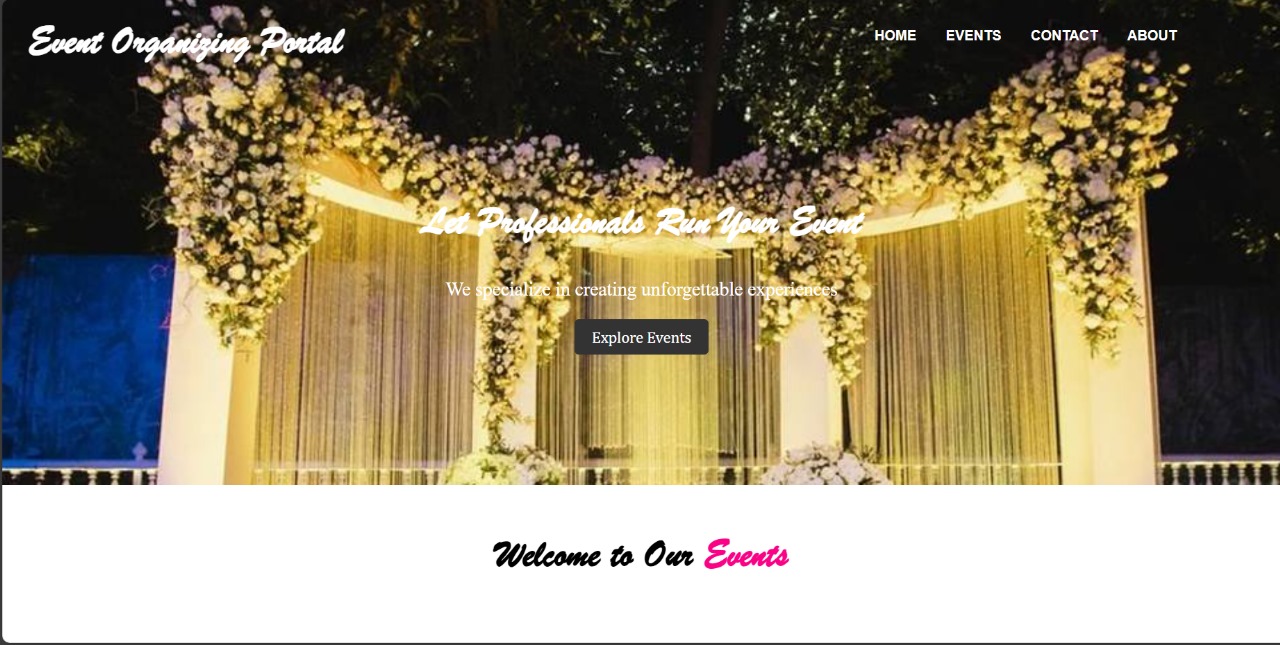 Event Organizing Portal
HOME EVENTS CONTACT ABOUT
Let Professionals Run Your Event
We specialize in creating unforgettable experiences
Explore Events
Welcome to Our Events